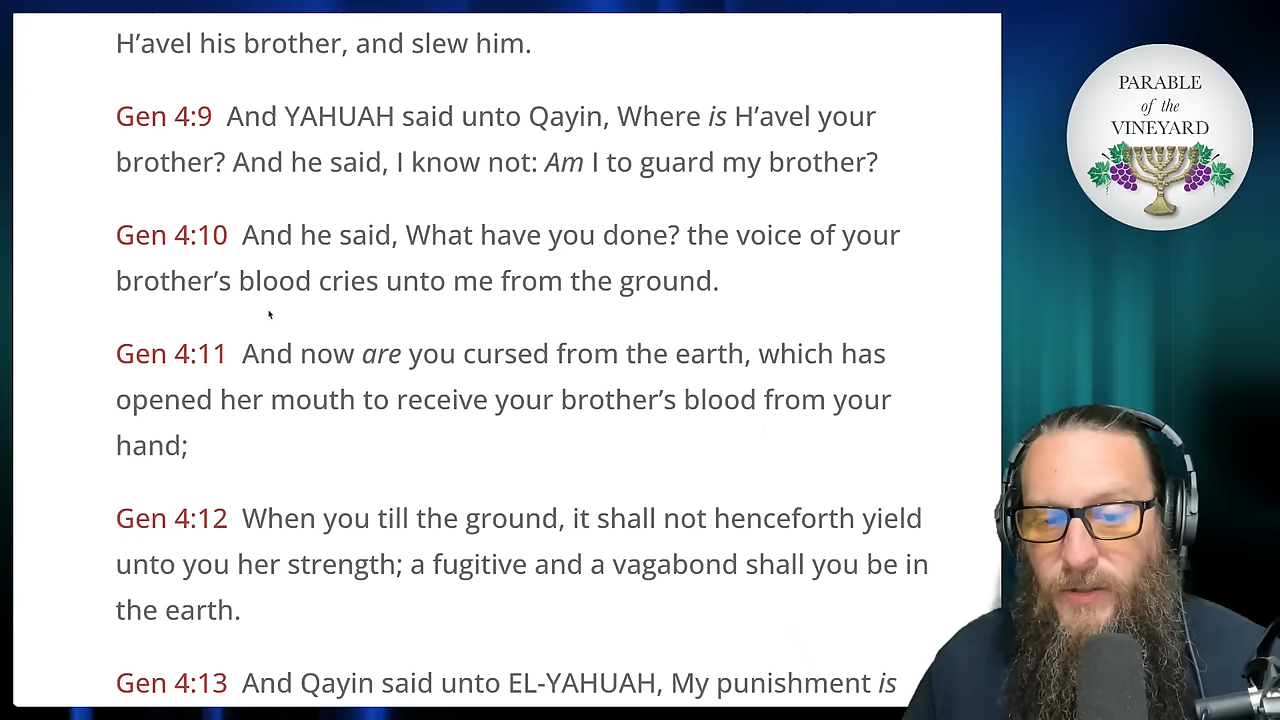 H’avel his brother, and slew him.
Gen 4:9 And YAHUAH said unto Qayin, Where is H’avel your
brother? And he said, I know not: Am I to guard my brother?
Gen 4:10 And he said, What have you done? the voice of your
brother’s blood cries unto me from the ground.
Gen 4:11 And now are you cursed from the earth, which has
opened her mouth to receive your brother’s blood from your
hand;
Gen 4:12 When you till the ground, it shall not henceforth yield
unto you her strength; a fugitive and a vagabond shall you be in
the earth.
Gen 4:13 And Qayin said unto EL-YAHUAH, My punishment is
PARABLE
of the
VINEYARD